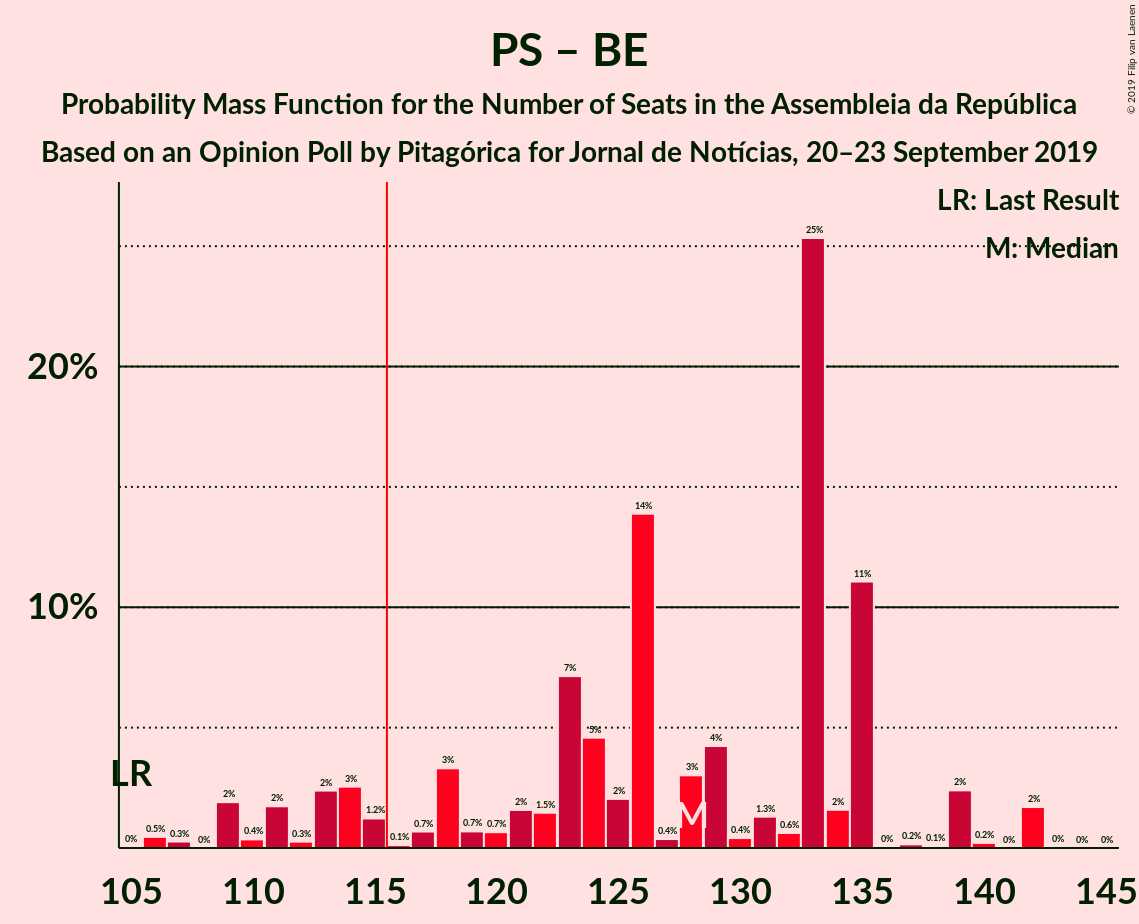 PS – BE
Probability Mass Function for the Number of Seats in the Assembleia da República
Based on an Opinion Poll by Pitagórica for Jornal de Notícias, 20–23 September 2019
© 2019 Filip van Laenen
LR: Last Result
M: Median
20%
10%
LR
M
0% 0.5% 0.3% 0% 2% 0.4% 2% 0.3% 2% 3% 1.2% 0.1% 0.7% 3% 0.7% 0.7% 2% 1.5% 7% 5% 2% 14% 0.4% 3% 4% 0.4% 1.3% 0.6% 25% 2% 11% 0% 0.2% 0.1% 2% 0.2% 0% 2% 0% 0% 0%
105 110 115 120 125 130 135 140 145